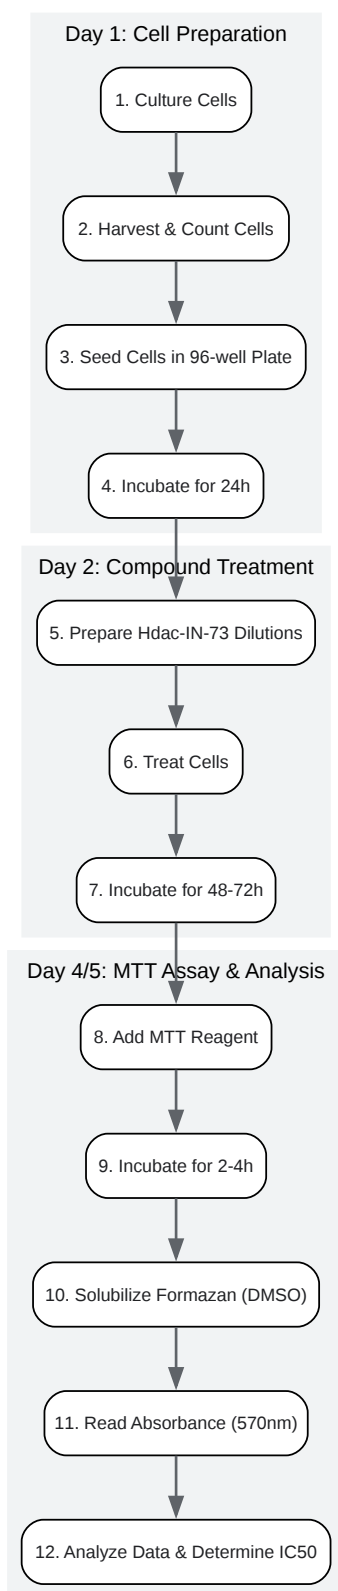 Day 1: Cell Preparation
1. Culture Cells
2. Harvest & Count Cells
3. Seed Cells in 96-well Plate
4. Incubate for 24h
Day 2: Compound Treatment
5. Prepare Hdac-IN-73 Dilutions
6. Treat Cells
7. Incubate for 48-72h
Day 4/5: MTT Assay & Analysis
8. Add MTT Reagent
9. Incubate for 2-4h
10. Solubilize Formazan (DMSO)
11. Read Absorbance (570nm)
12. Analyze Data & Determine IC50